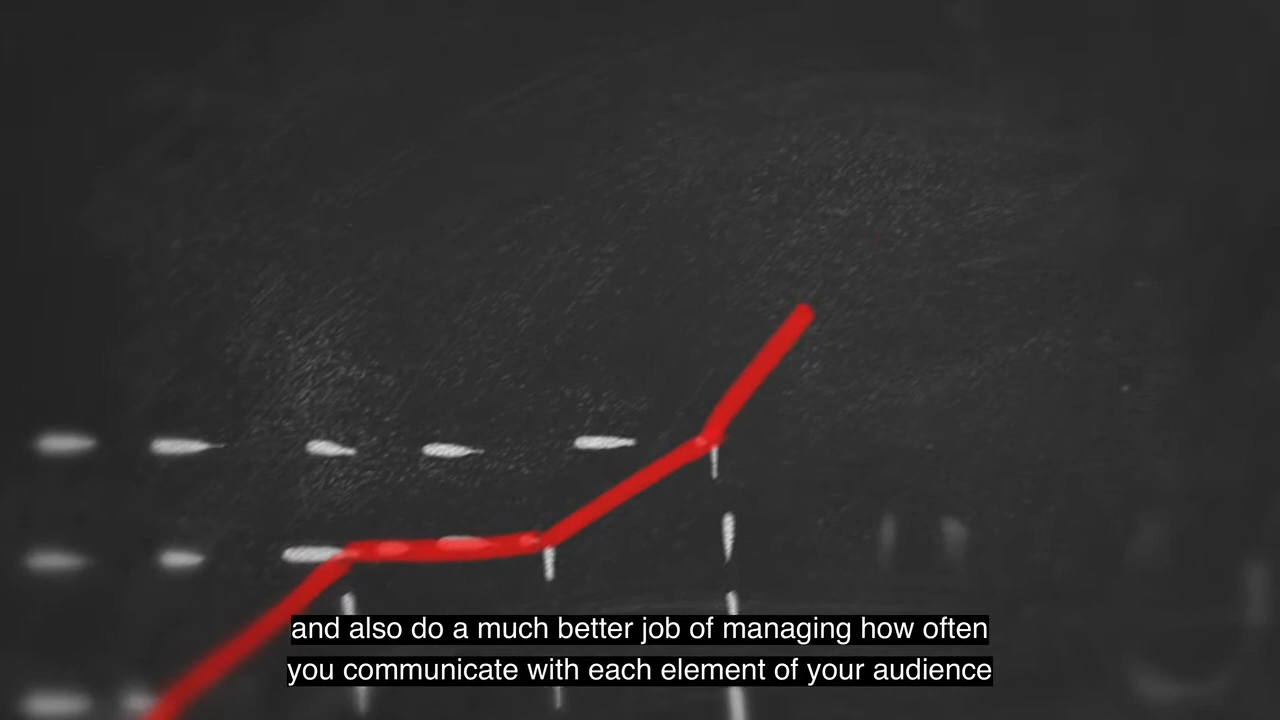 and also do a much better job of managing how often
you communicate with each element of your audience